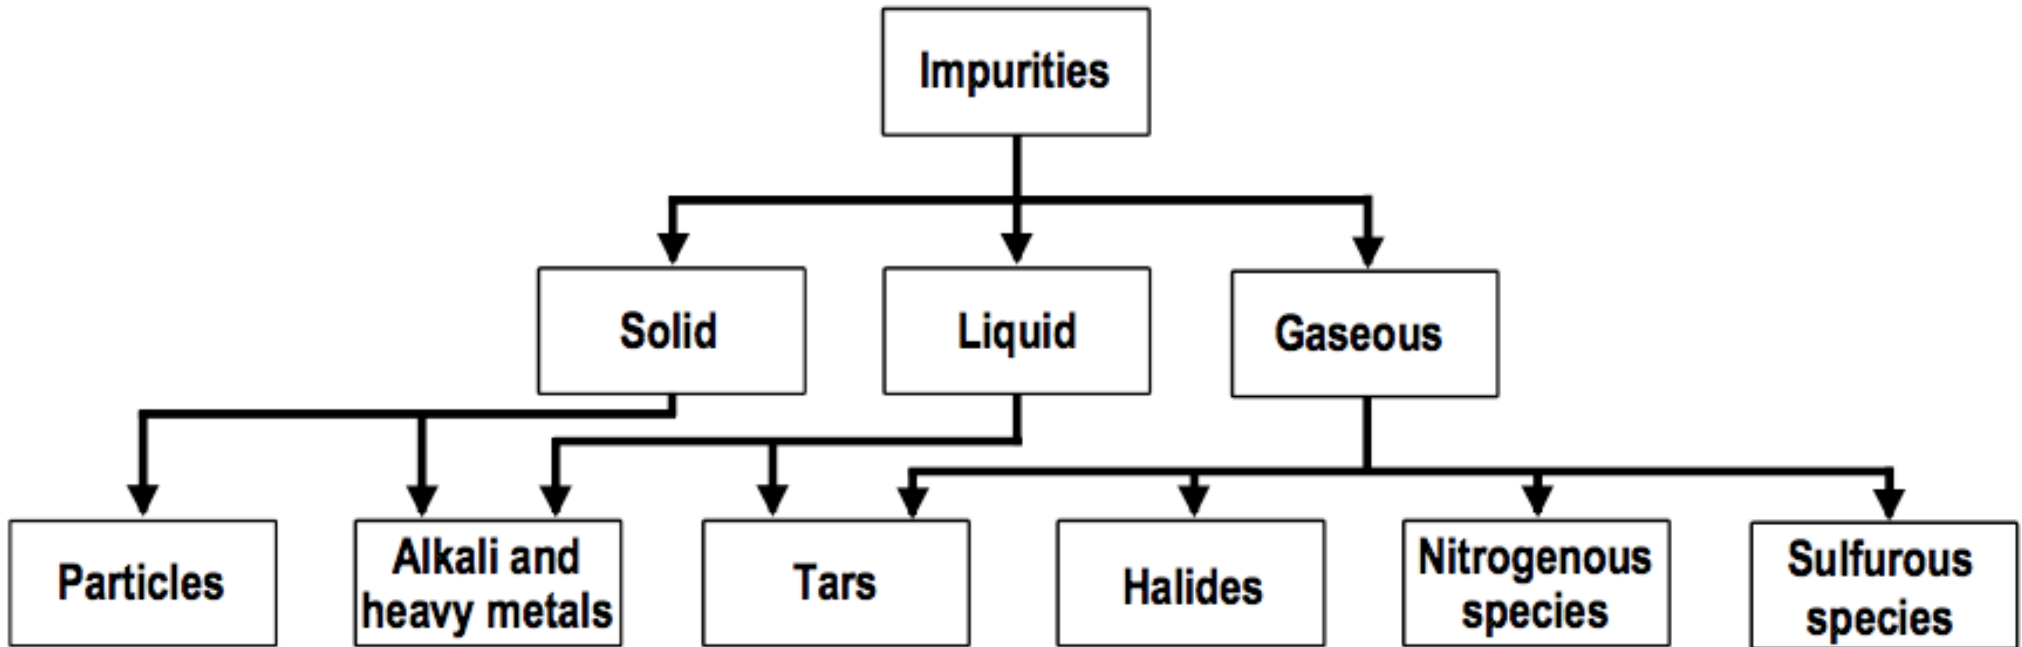 Impurities
Solid
Liquid
Gaseous
Particles
Alkali and
heavy metals
Tars
Halides
Nitrogenous
species
Sulfurous
species